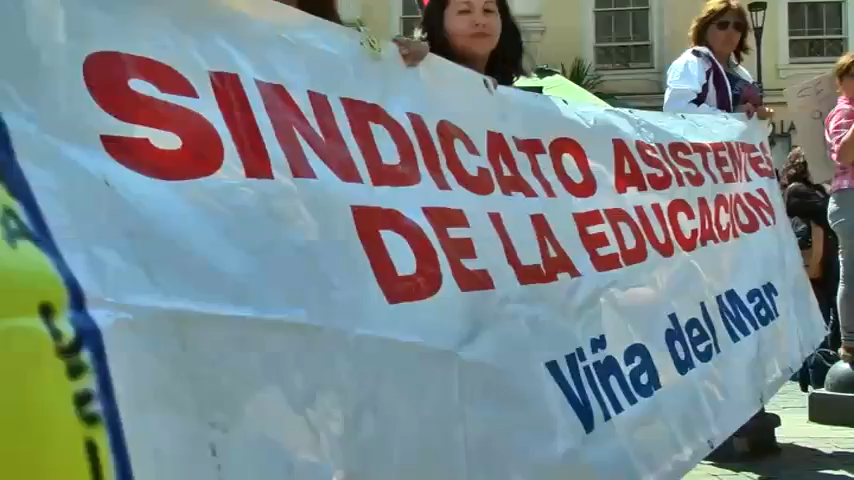 SINDICATO ASISTENTES
DE LA EDUCACION
Viña del Mar